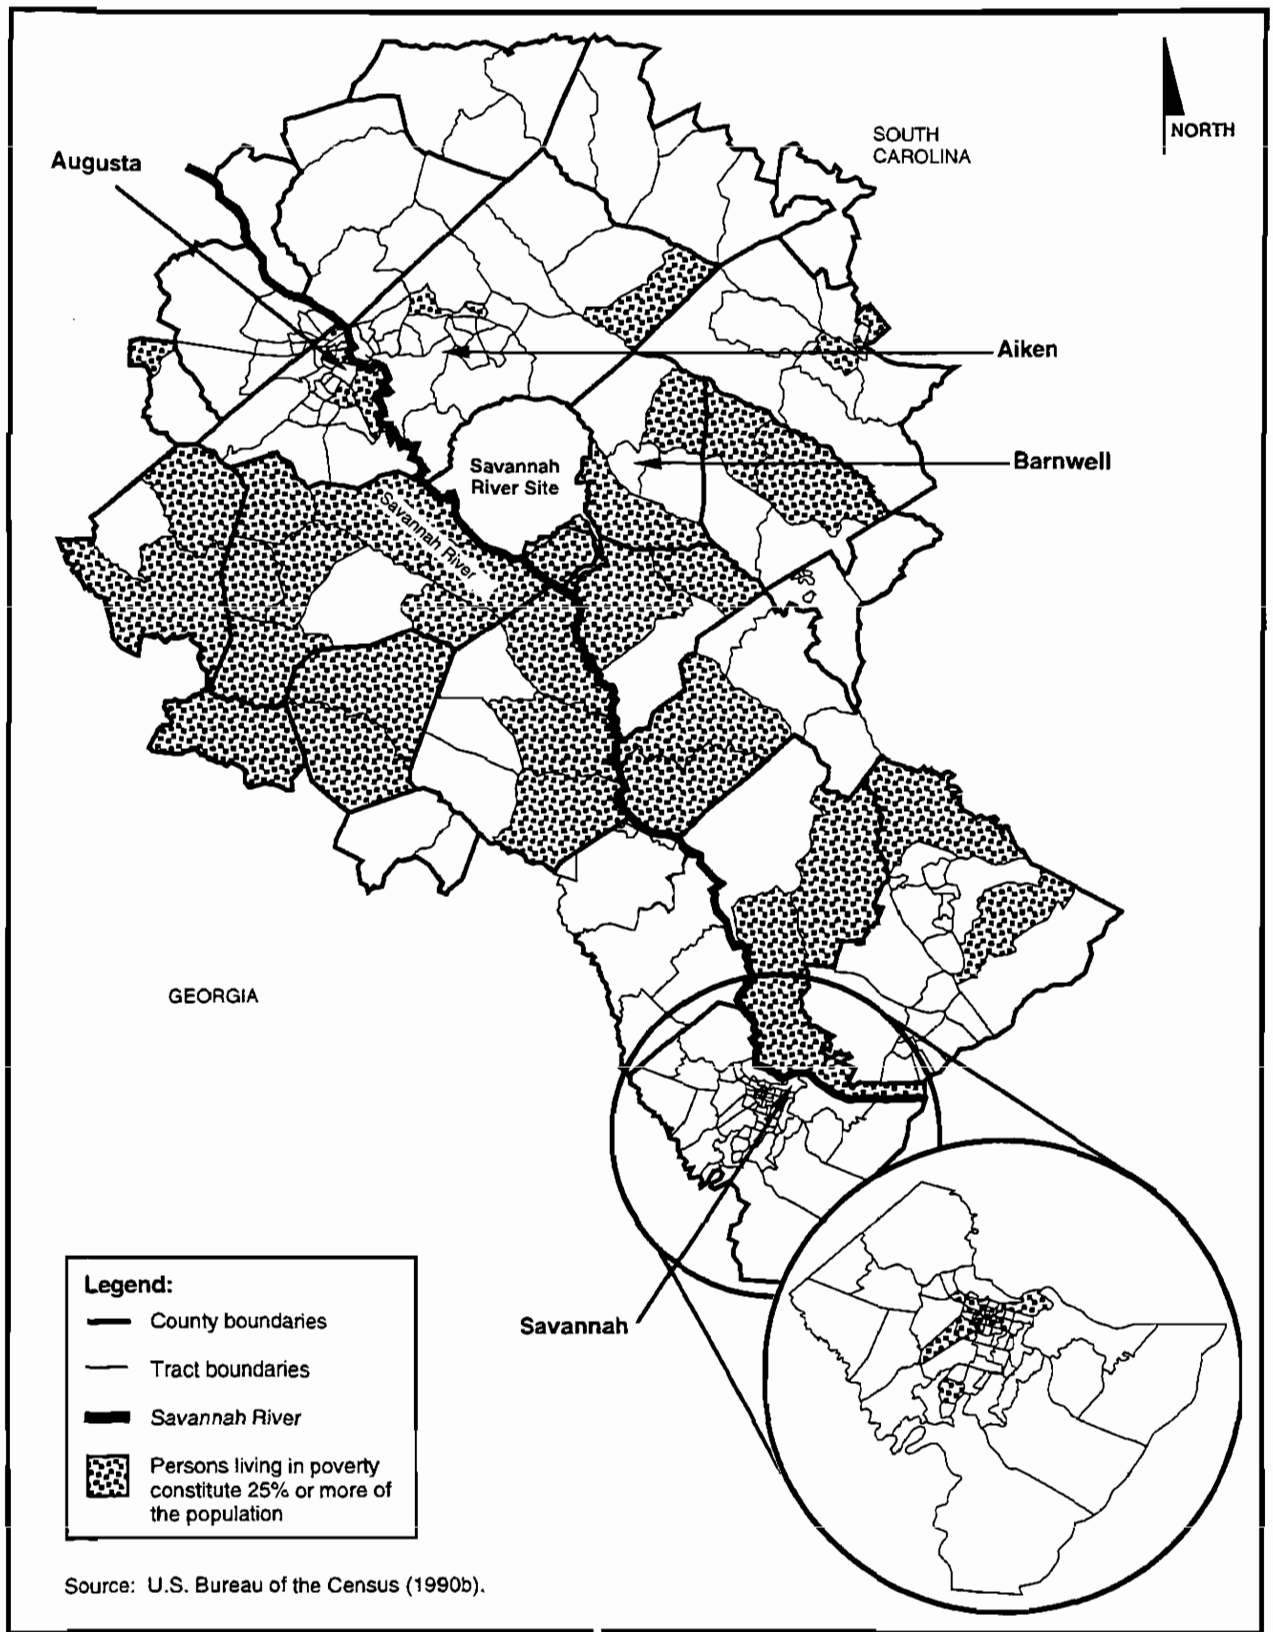 SOUTH
CAROLINA
NORTH
Augusta
Aiken
Barnwell
Savannah
River Site
Savannah River
GEORGIA
Savannah
Legend:
County boundaries
Tract boundaries
Savannah River
Persons living in poverty
constitute 25% or more of
the population
Source: U.S. Bureau of the Census (1990b).